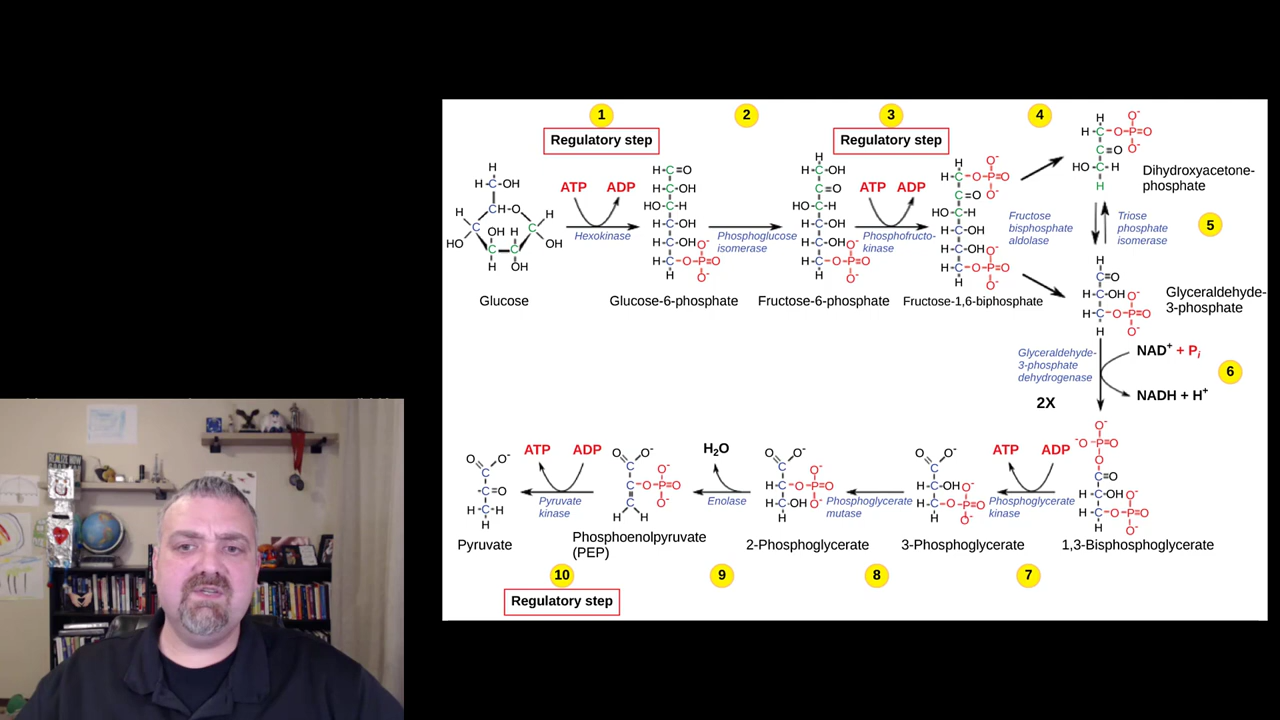 1
2
3
4
Regulatory step
Regulatory step
ATP ADP
ATP ADP
Hexokinase
Phosphoglucose
isomerase
Phosphofructo-
kinase
Fructose
bisphosphate
aldolase
Triose
phosphate
isomerase
5
Dihydroxyacetone-
phosphate
Glucose
Glucose-6-phosphate
Fructose-6-phosphate
Fructose-1,6-biphosphate
Glyceraldehyde-
3-phosphate
Glyceraldehyde-
3-phosphate
dehydrogenase
NAD+ + Pi
6
NADH + H+
2X
ATP ADP
H2O
ATP ADP
Pyruvate
kinase
Enolase
Phosphoglycerate
mutase
Phosphoglycerate
kinase
Pyruvate
Phosphoenolpyruvate
(PEP)
2-Phosphoglycerate
3-Phosphoglycerate
1,3-Bisphosphoglycerate
10
9
8
7
Regulatory step